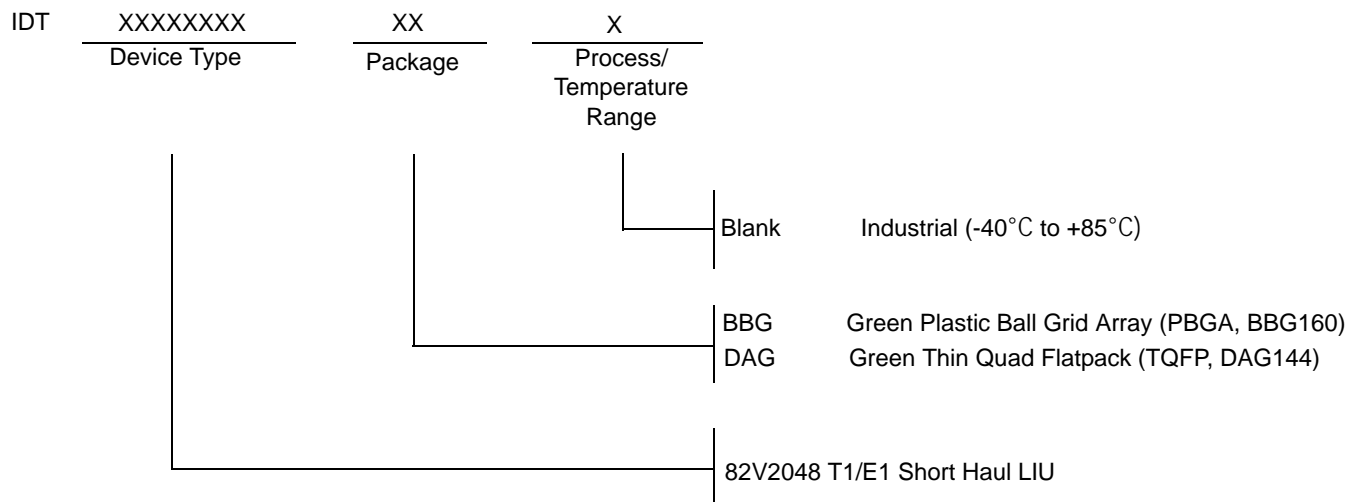 IDT XXXXXXXX XX X
Device Type Package Process/
Temperature
Range
Blank Industrial (-40°C to +85°C)
BBG Green Plastic Ball Grid Array (PBGA, BBG160)
DAG Green Thin Quad Flatpack (TQFP, DAG144)
82V2048 T1/E1 Short Haul LIU